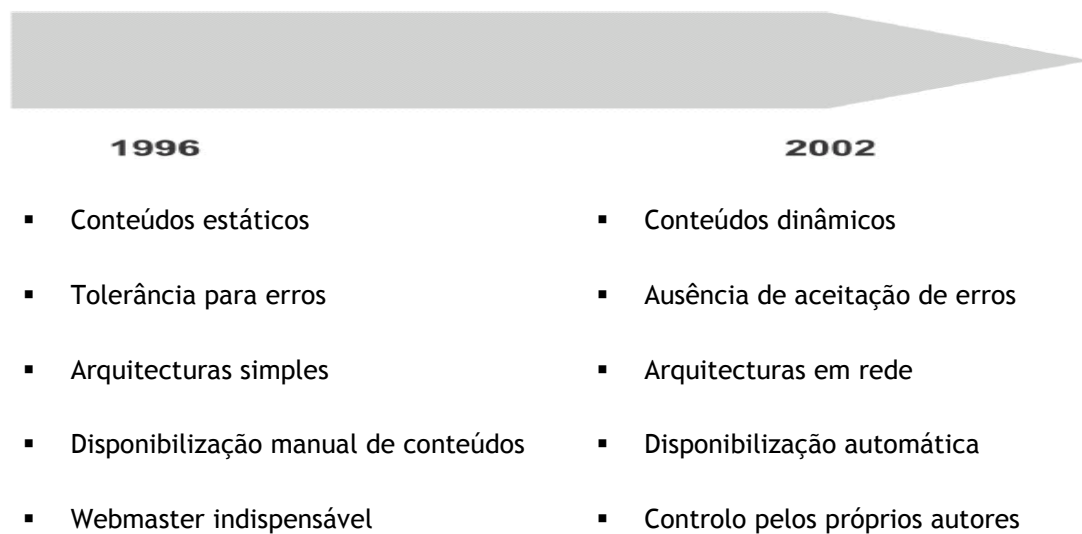 1996
2002
▪ Conteúdos estáticos
▪ Conteúdos dinâmicos
▪ Tolerância para erros
▪ Ausência de aceitação de erros
▪ Arquitecturas simples
▪ Arquitecturas em rede
▪ Disponibilização manual de conteúdos
▪ Disponibilização automática
▪ Webmaster indispensável
▪ Controlo pelos próprios autores